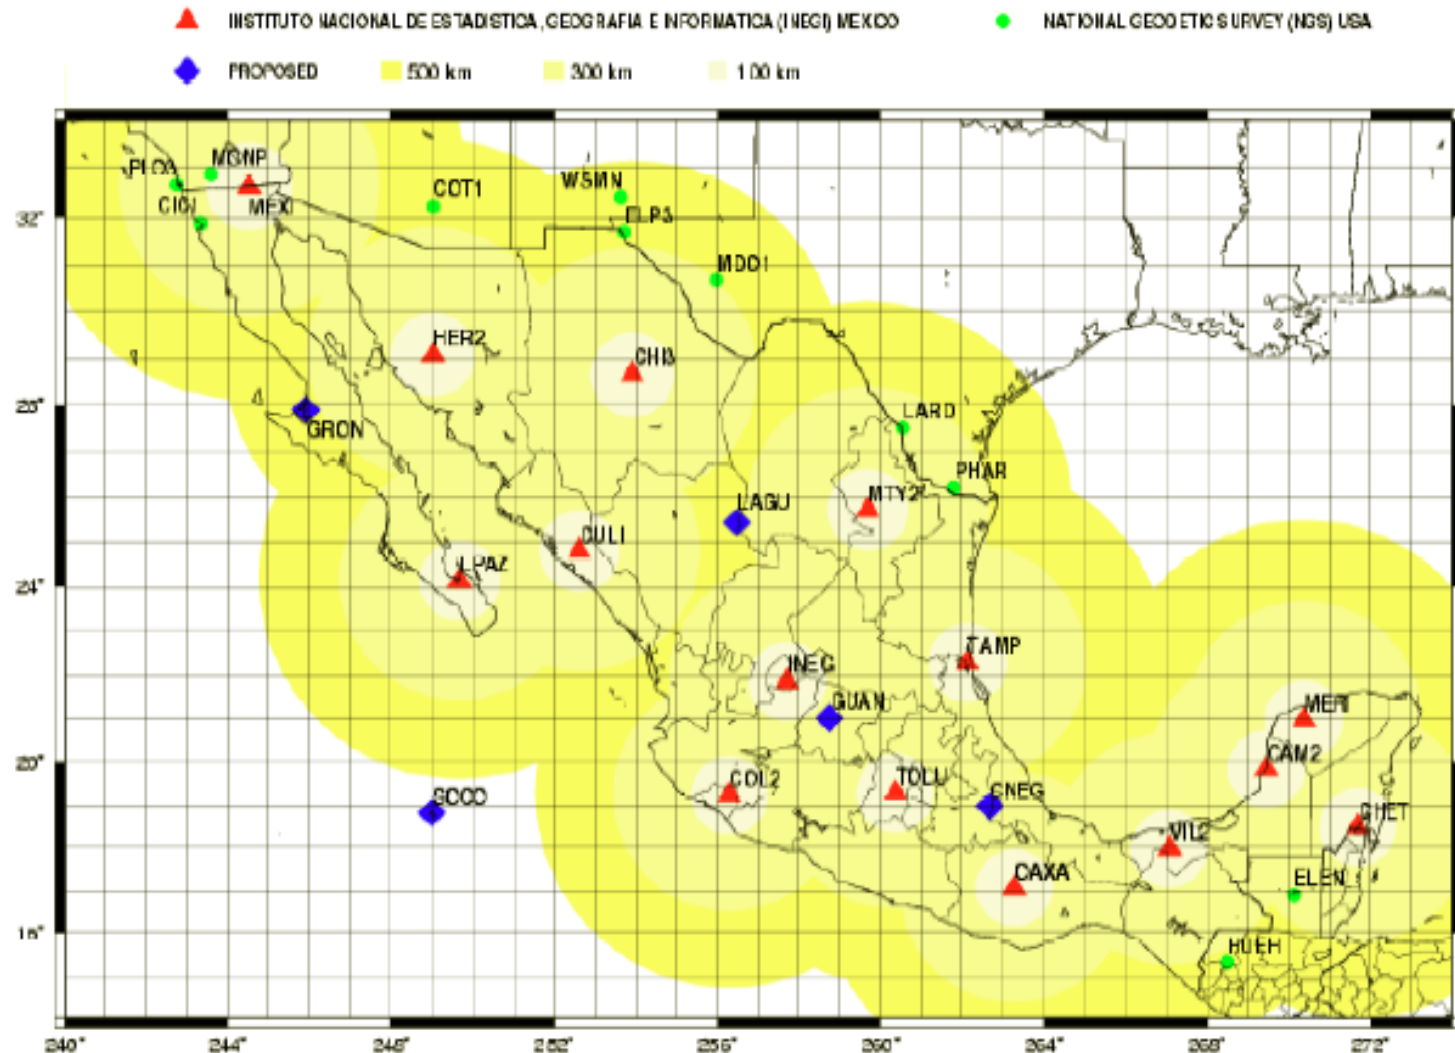 INSTITUTO NACIONAL DE ESTADISTICA, GEOGRAFIA E INFORMATICA (INEGI) MEXICO
NATIONAL GEODETIC SURVEY (NGS) USA
PROPOSED
500 km
300 km
100 km
PLO3
MONP
MEXI
CIC1
COT1
WSMN
ELP3
MDO1
32°
HER2
CHI3
28°
GRON
LARD
PHAR
LAGU
MTY2
CULI
LPAZ
24°
TAMP
INEG
GUAN
MERI
CAM2
20°
COL2
TOLU
SOCO
CHET
VIL2
OAXA
ELEN
16°
HUEH
240°
244°
248°
252°
256°
260°
264°
268°
272°